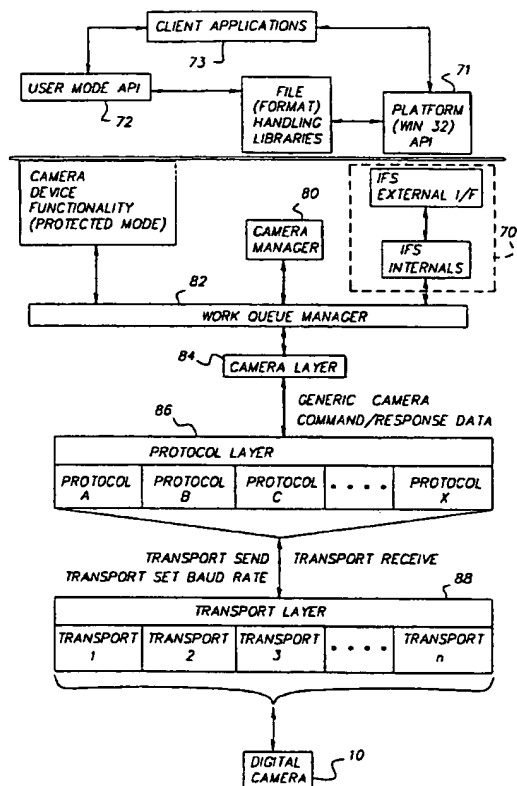 CLIENT APPLICATIONS
73
71
USER MODE API
72
FILE
(FORMAT)
HANDLING
LIBRARIES
PLATFORM
(WIN 32)
API
CAMERA
DEVICE
FUNCTIONALITY
(PROTECTED MODE)
80
CAMERA
MANAGER
IFS
EXTERNAL I/F
70
IFS
INTERNALS
82
WORK QUEUE MANAGER
84
CAMERA LAYER
GENERIC CAMERA
COMMAND/RESPONSE DATA
86
PROTOCOL LAYER
PROTOCOL
A
PROTOCOL
B
PROTOCOL
C
• • • •
PROTOCOL
X
TRANSPORT SEND
TRANSPORT SET BAUD RATE
TRANSPORT RECEIVE
88
TRANSPORT LAYER
TRANSPORT
1
TRANSPORT
2
TRANSPORT
3
• • • •
TRANSPORT
n
DIGITAL
CAMERA
10